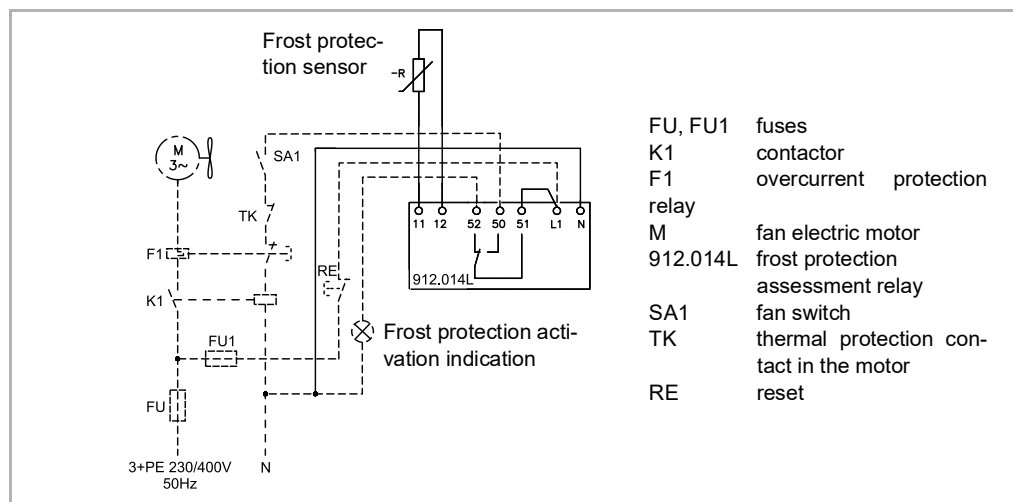 Frost protec-
tion sensor
-R
M
3~
SA1
TK
F1
RE
K1
11 12 52 50 51 L1 N
912.014L
Frost protection acti-
vation indication
FU1
FU
3+PE 230/400V
50Hz
N
FU, FU1 fuses
K1 contactor
F1 overcurrent protection
relay
M fan electric motor
912.014L frost protection
assessment relay
SA1 fan switch
TK thermal protection con-
tact in the motor
RE reset